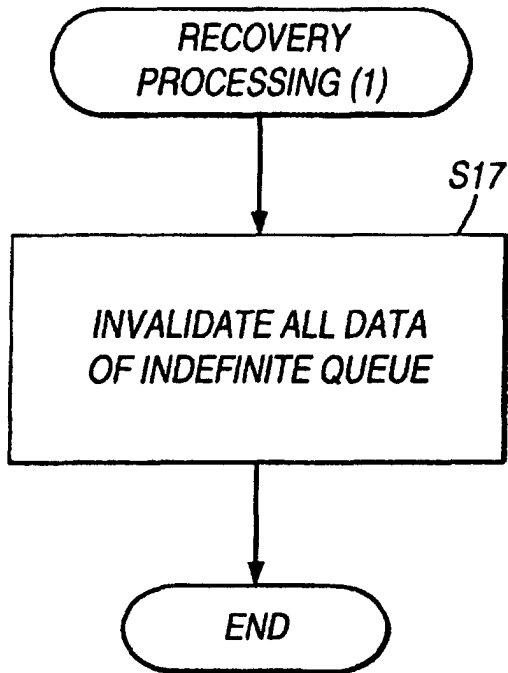 RECOVERY
PROCESSING (1)
S17
INVALIDATE ALL DATA
OF INDEFINITE QUEUE
END